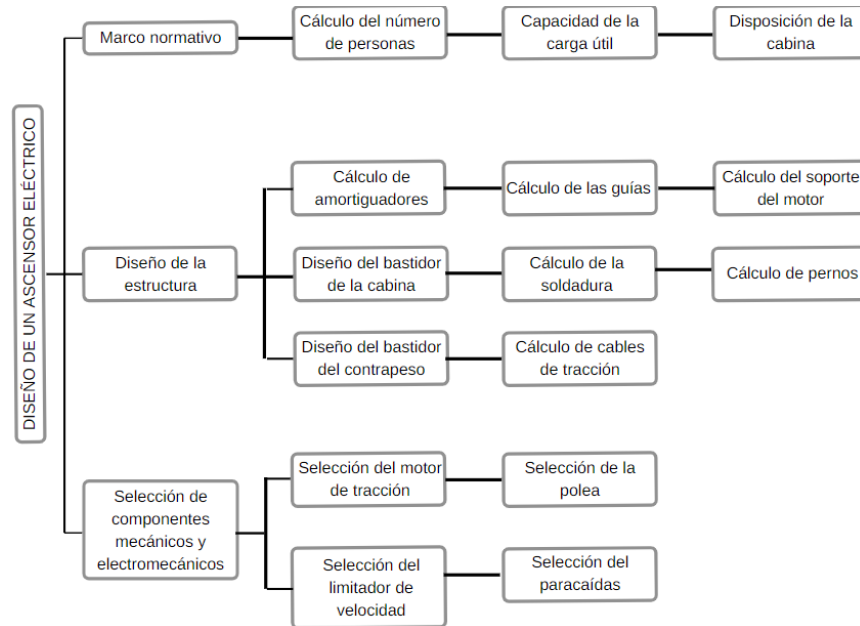 DISEÑO DE UN ASCENSOR ELÉCTRICO
Marco normativo
Cálculo del número
de personas
Capacidad de la
carga útil
Disposición de la
cabina
Diseño de la
estructura
Cálculo de
amortiguadores
Cálculo de las guías
Cálculo del soporte
del motor
Diseño del bastidor
de la cabina
Cálculo de la
soldadura
Cálculo de pernos
Diseño del bastidor
del contrapeso
Cálculo de cables
de tracción
Selección de
componentes
mecánicos y
electromecánicos
Selección del motor
de tracción
Selección de la
polea
Selección del
limitador de
velocidad
Selección del
paracaídas